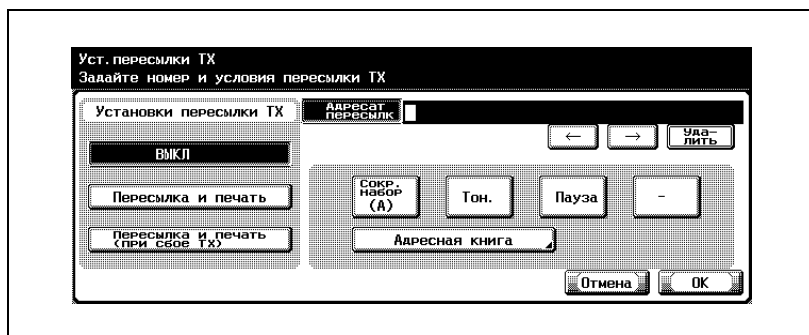 Уст.пересылки TX
Задайте номер и условия пересылки TX
Установки пересылки TX
Адресат
пересылк
←
→
Уда-
лить
ВЫКЛ
Сокр.
набор
(A)
Тон.
Пауза
-
Пересылка и печать
Пересылка и печать
(при сбое TX)
Адресная книга
Отмена
OK